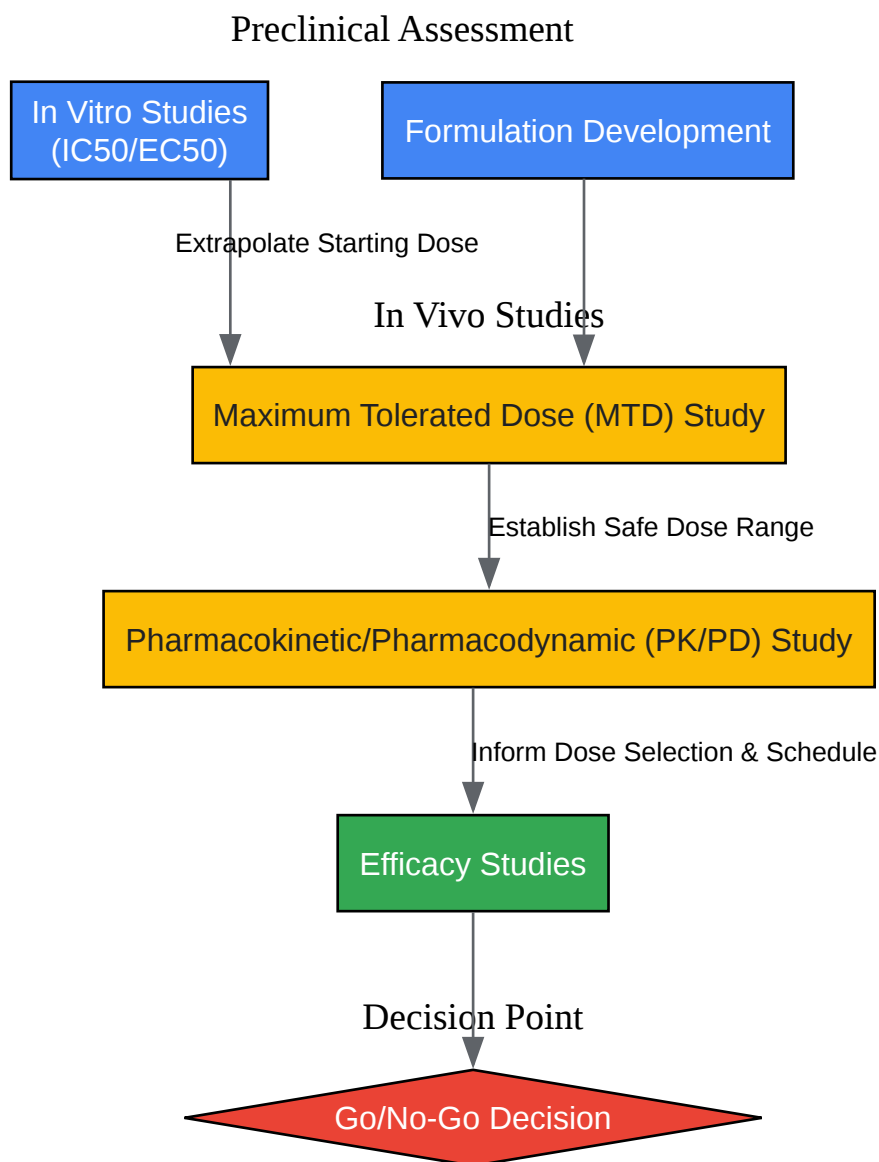 Preclinical Assessment
In Vitro Studies
(IC50/EC50)
Formulation Development
Extrapolate Starting Dose
In Vivo Studies
Maximum Tolerated Dose (MTD) Study
Establish Safe Dose Range
Pharmacokinetic/Pharmacodynamic (PK/PD) Study
Inform Dose Selection & Schedule
Efficacy Studies
Decision Point
Go/No-Go Decision